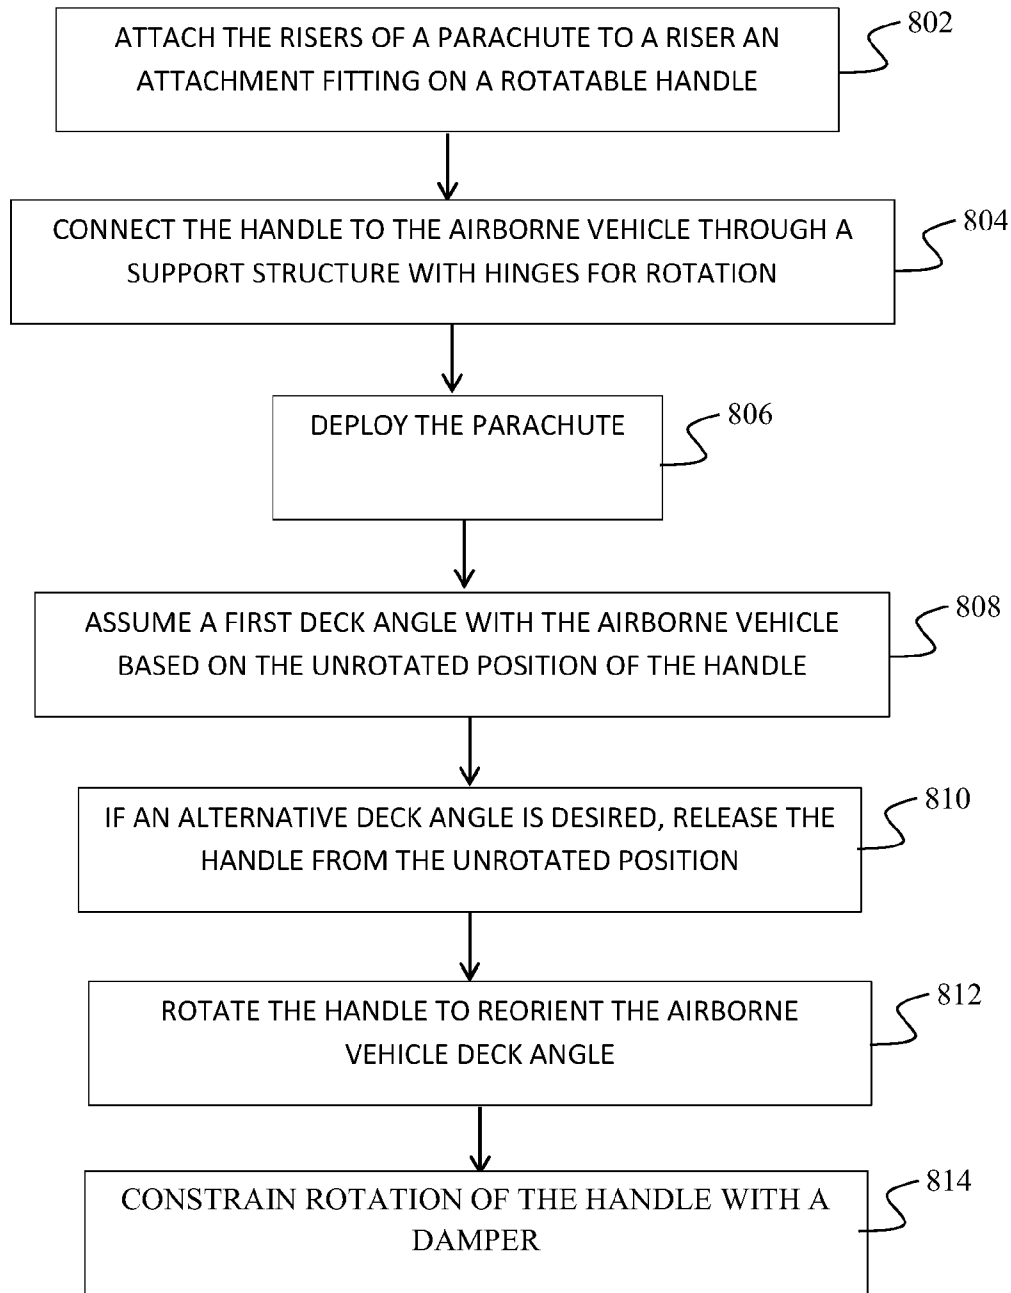 ATTACH THE RISERS OF A PARACHUTE TO A RISER AN
ATTACHMENT FITTING ON A ROTATABLE HANDLE
802
CONNECT THE HANDLE TO THE AIRBORNE VEHICLE THROUGH A
SUPPORT STRUCTURE WITH HINGES FOR ROTATION
804
DEPLOY THE PARACHUTE
806
ASSUME A FIRST DECK ANGLE WITH THE AIRBORNE VEHICLE
BASED ON THE UNROTATED POSITION OF THE HANDLE
808
IF AN ALTERNATIVE DECK ANGLE IS DESIRED, RELEASE THE
HANDLE FROM THE UNROTATED POSITION
810
ROTATE THE HANDLE TO REORIENT THE AIRBORNE
VEHICLE DECK ANGLE
812
CONSTRAIN ROTATION OF THE HANDLE WITH A
DAMPER
814